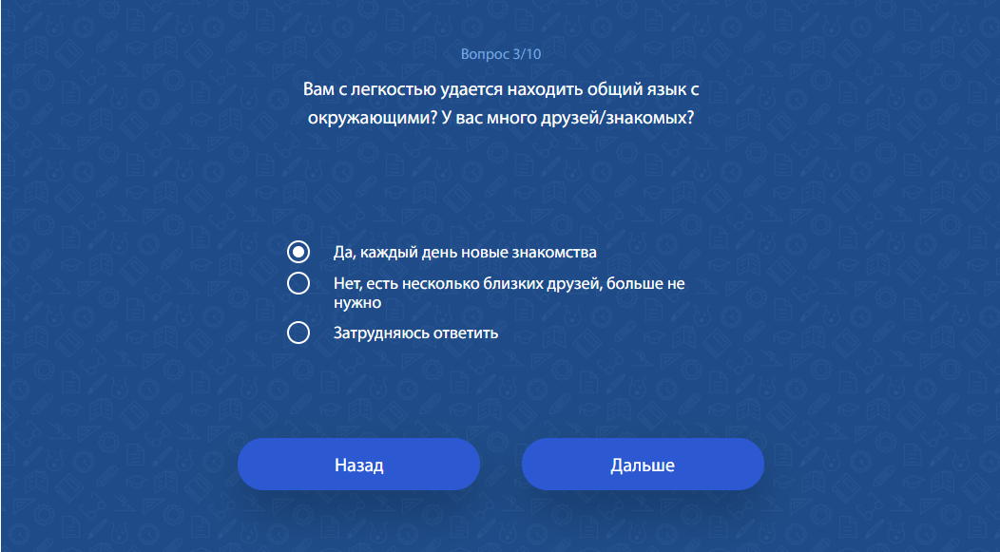 Вопрос 3/10
Вам с легкостью удается находить общий язык с
окружающими? У вас много друзей/знакомых?
Да, каждый день новые знакомства
Нет, есть несколько близких друзей, больше не
нужно
Затрудняюсь ответить
Назад
Дальше